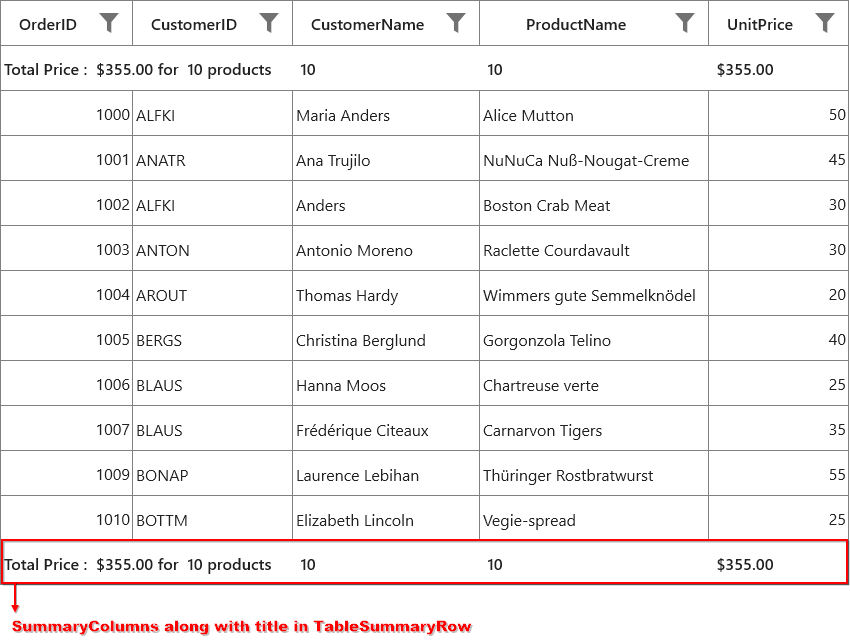 OrderID CustomerID CustomerName ProductName UnitPrice
Total Price : $355.00 for 10 products 10 10 $355.00
1000 ALFKI Maria Anders Alice Mutton 50
1001 ANATR Ana Trujilo NuNuCa Nuß-Nougat-Creme 45
1002 ALFKI Anders Boston Crab Meat 30
1003 ANTON Antonio Moreno Raclette Courdavault 30
1004 AROUT Thomas Hardy Wimmers gute Semmelknödel 20
1005 BERGS Christina Berglund Gorgonzola Telino 40
1006 BLAUS Hanna Moos Chartreuse verte 25
1007 BLAUS Frédérique Citeaux Carnarvon Tigers 35
1009 BONAP Laurence Lebihan Thüringer Rostbratwurst 55
1010 BOTTM Elizabeth Lincoln Vegie-spread 25
Total Price : $355.00 for 10 products 10 10 $355.00
SummaryColumns along with title in TableSummaryRow